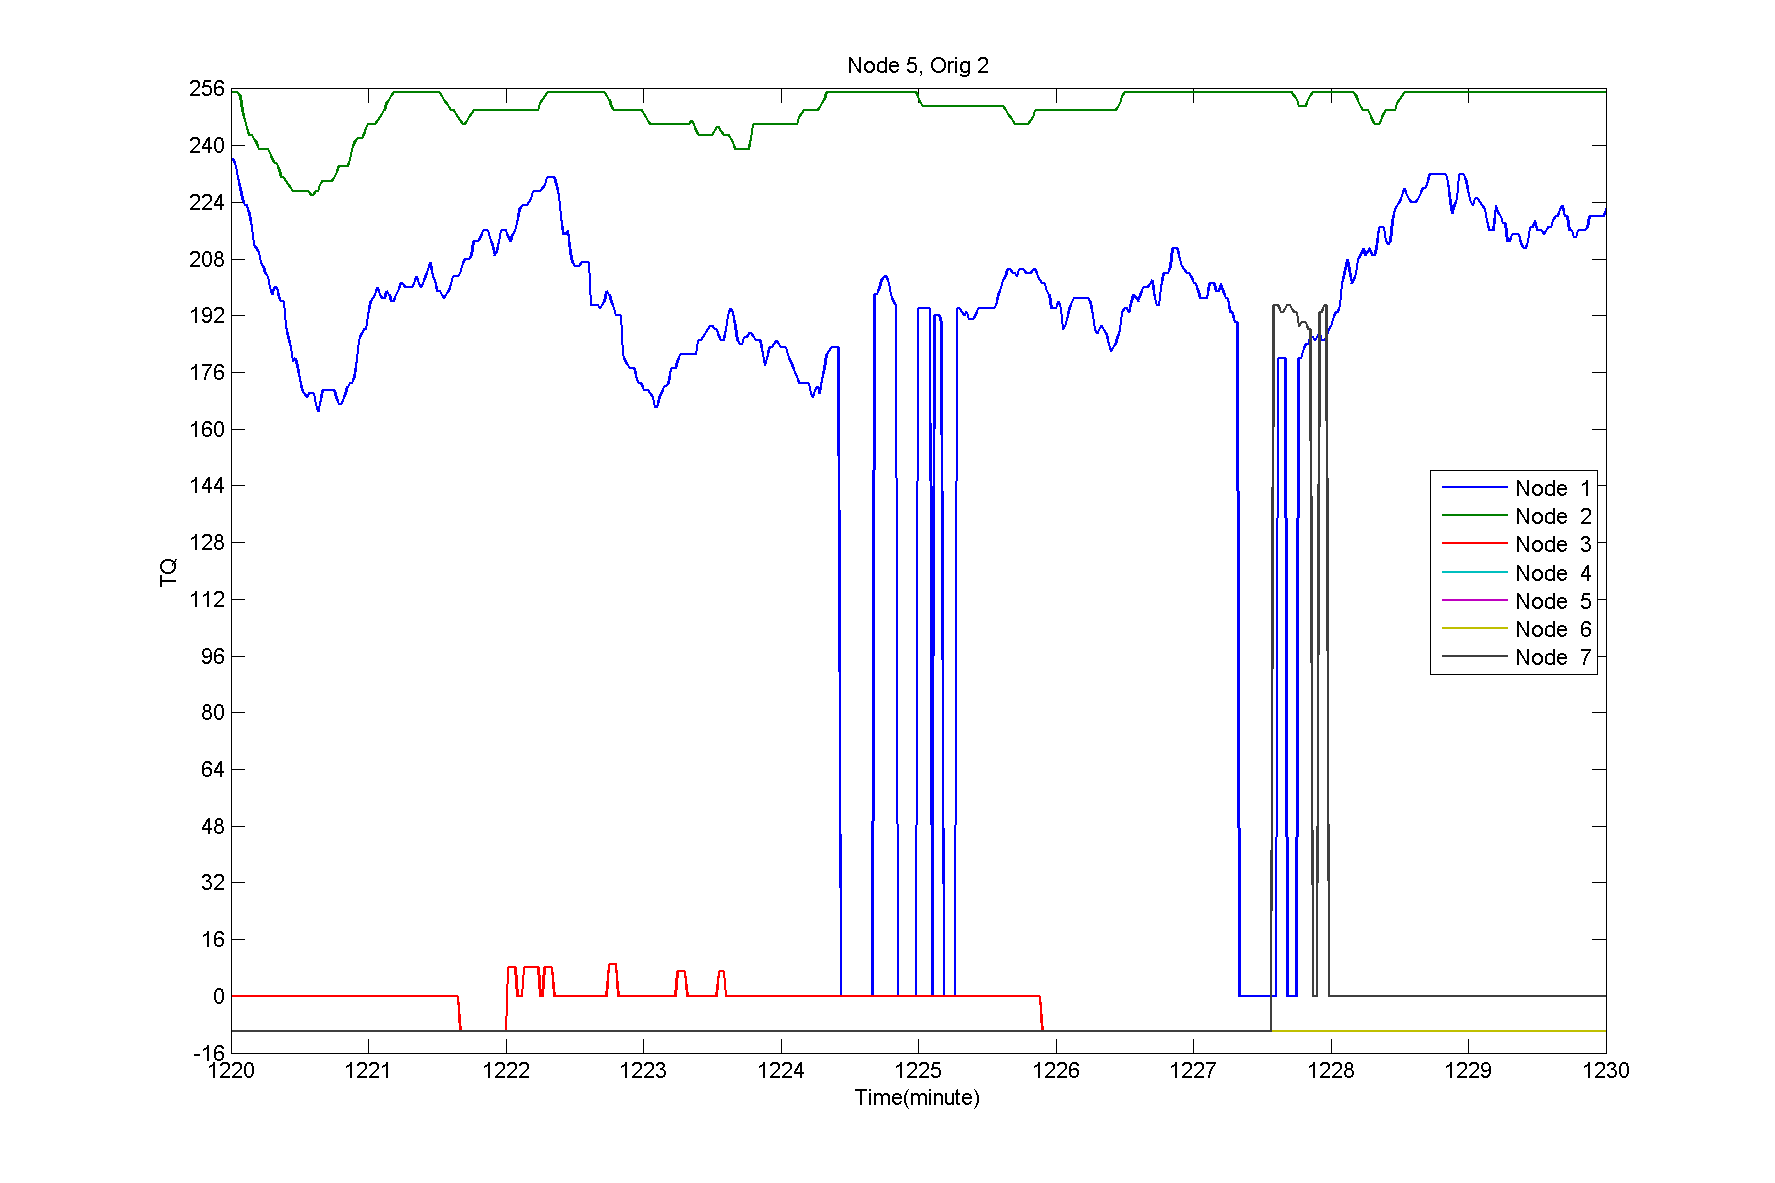 Node 5, Orig 2
256
240
224
208
192
176
160
144
128
112
96
80
64
48
32
16
0
-16
TQ
Node 1
Node 2
Node 3
Node 4
Node 5
Node 6
Node 7
1220 1221 1222 1223 1224 1225 1226 1227 1228 1229 1230
Time(minute)